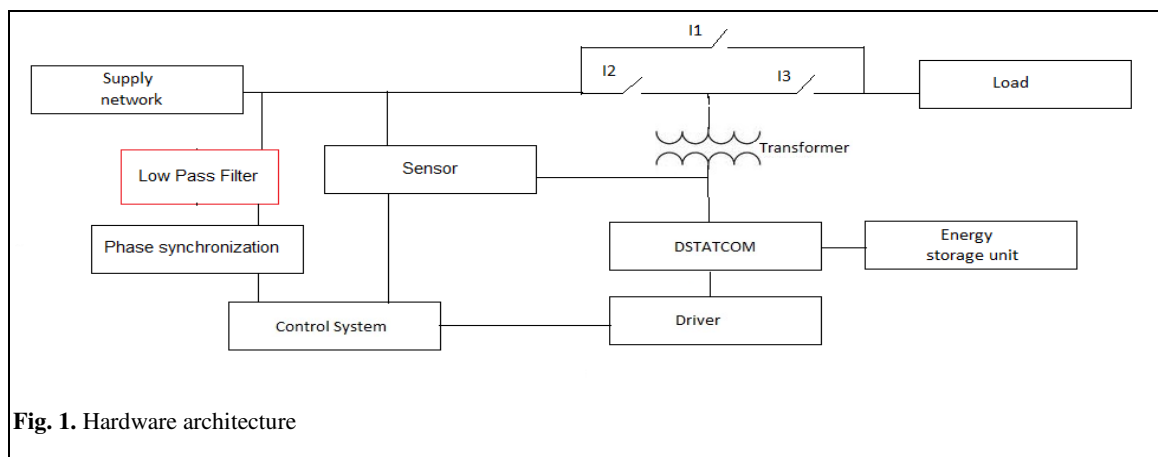 I1
Supply
network
I2
I3
Load
Transformer
Low Pass Filter
Sensor
Phase synchronization
DSTATCOM
Energy
storage unit
Control System
Driver
Fig. 1. Hardware architecture